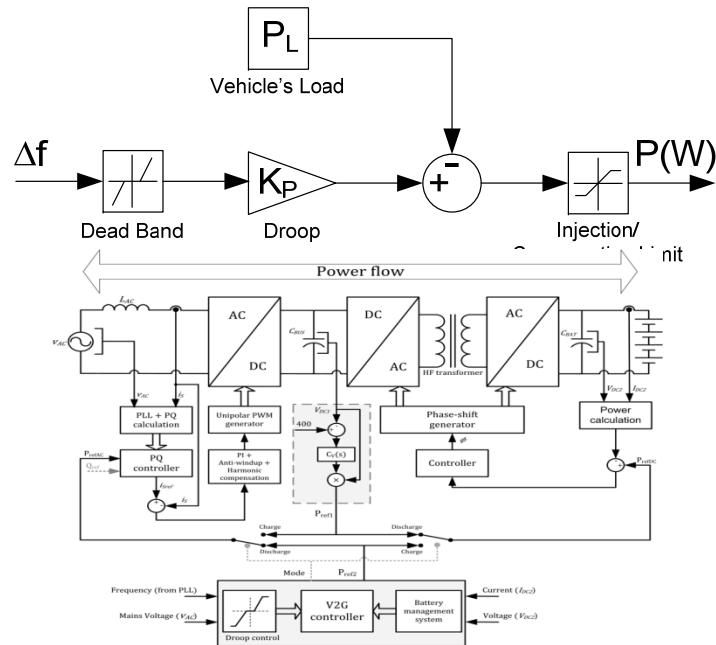 P_L
Vehicle's Load
Δf
K_P
+
-
P(W)
Dead Band
Droop
Injection/
Power flow
L_AC
v_AC
AC
DC
C_BUS
DC
AC
HF transformer
AC
DC
C_BAT
v_AC
i_S
V_DC1
V_DC2
I_DC2
PLL + PQ
calculation
Unipolar PWM
generator
400
Phase-shift
generator
Power
calculation
P_refAC
Q_ref
PQ
controller
PI +
Anti-windup +
Harmonic
compensation
C_V(s)
×
ϕ
Controller
P_refDC
i_Sref
i_S
P_ref1
Charge
Discharge
Discharge
Charge
Mode
P_ref2
Frequency (from PLL)
Mains Voltage (v_AC)
Droop control
V2G
controller
Battery
management
system
Current (I_DC2)
Voltage (V_DC2)